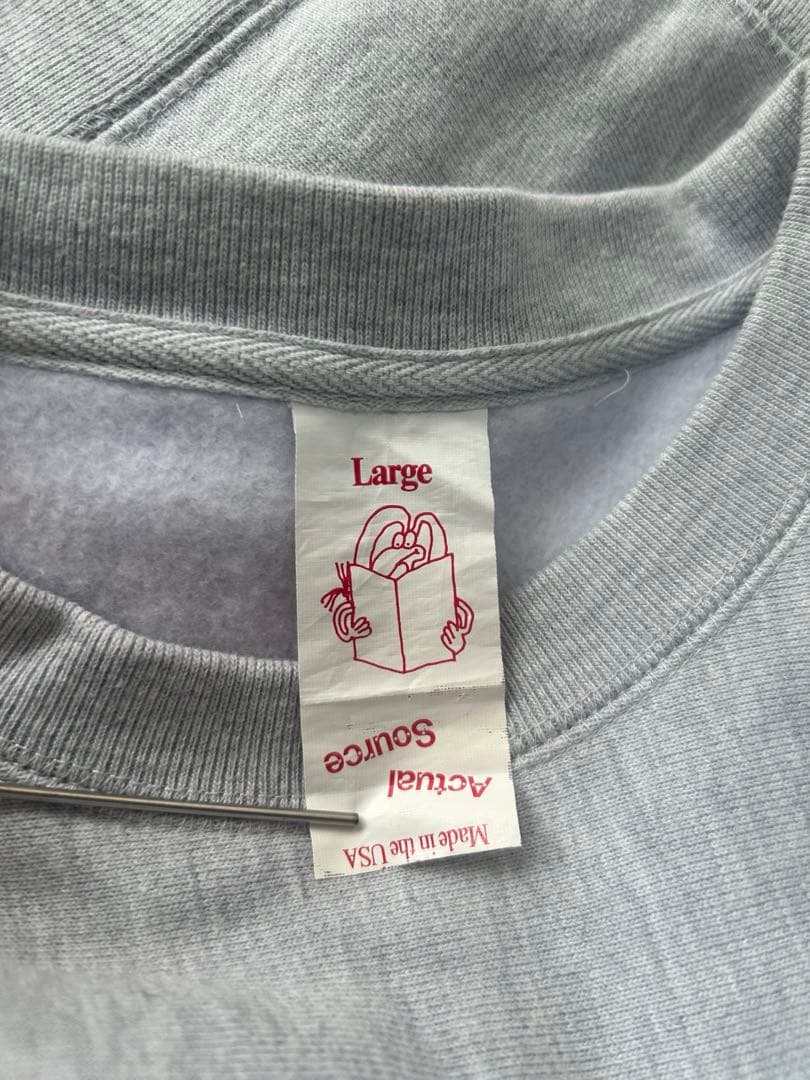 Large
Actual
Source
Made in the USA